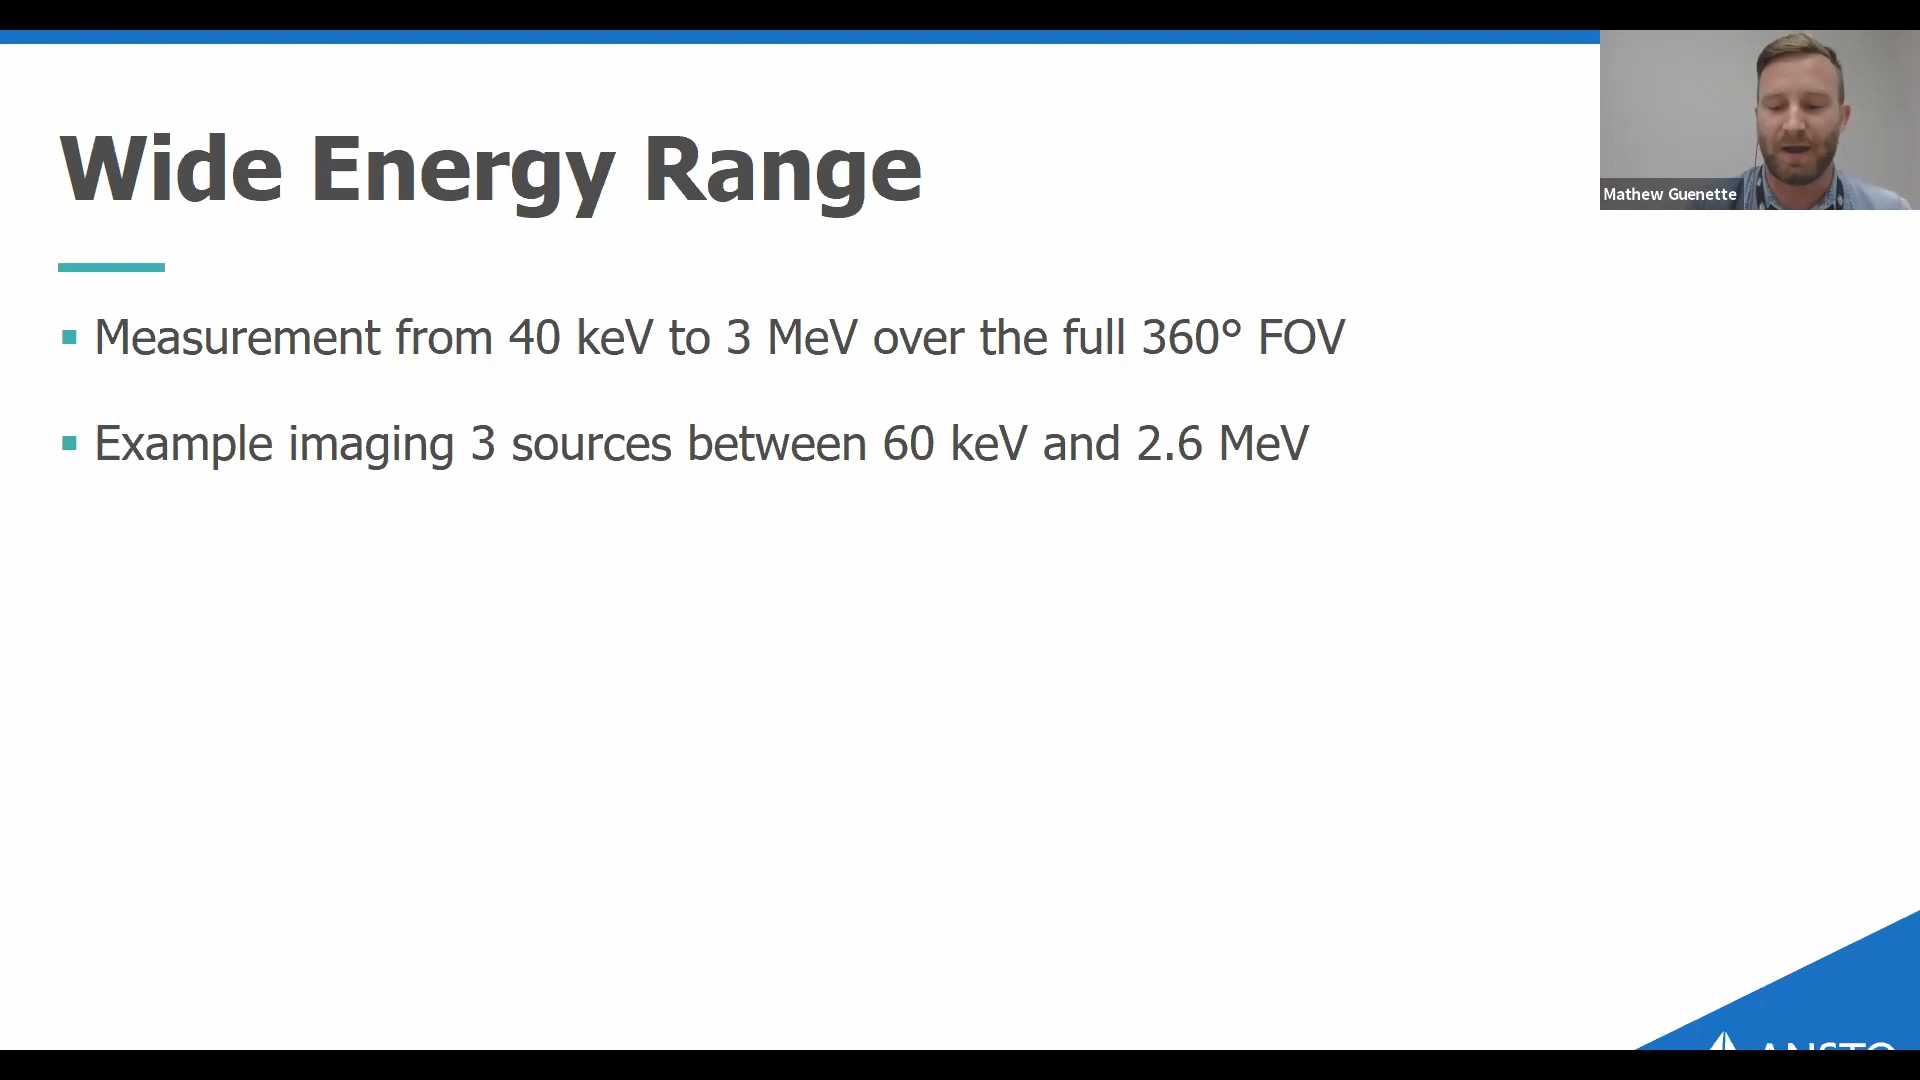 Wide Energy Range
Mathew Guenette
Measurement from 40 keV to 3 MeV over the full 360° FOV
Example imaging 3 sources between 60 keV and 2.6 MeV
ANSTO